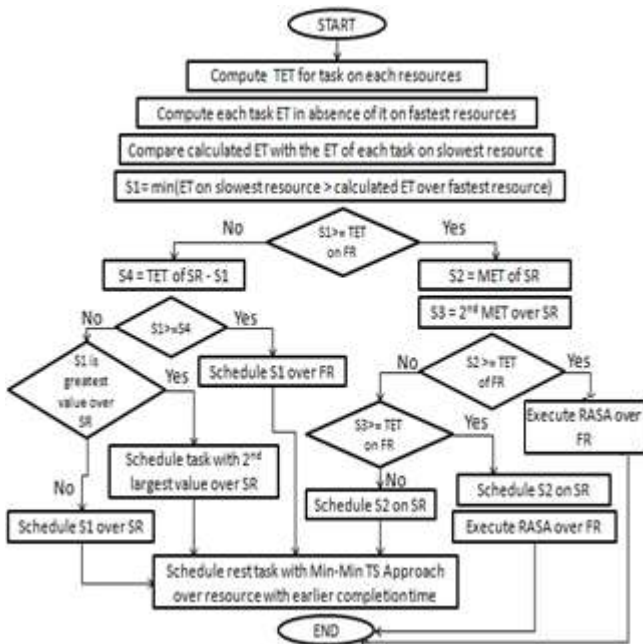 START
Compute TET for task on each resources
Compute each task ET in absence of it on fastest resources
Compare calculated ET with the ET of each task on slowest resource
S1= min(ET on slowest resource > calculated ET over fastest resource)
No
S1>= TET
on FR
Yes
S4 = TET of SR - S1
S2 = MET of SR
S3 = 2nd MET over SR
No
S1>=S4
Yes
S1 is
greatest
value over
SR
Yes
Schedule S1 over FR
No
S2 >= TET
of FR
Yes
Execute RASA over
FR
S3>= TET
on FR
Yes
Schedule task with 2nd
largest value over SR
No
No
Schedule S1 over SR
Schedule S2 on SR
Schedule S2 on SR
Execute RASA over FR
Schedule rest task with Min-Min TS Approach
over resource with earlier completion time
END